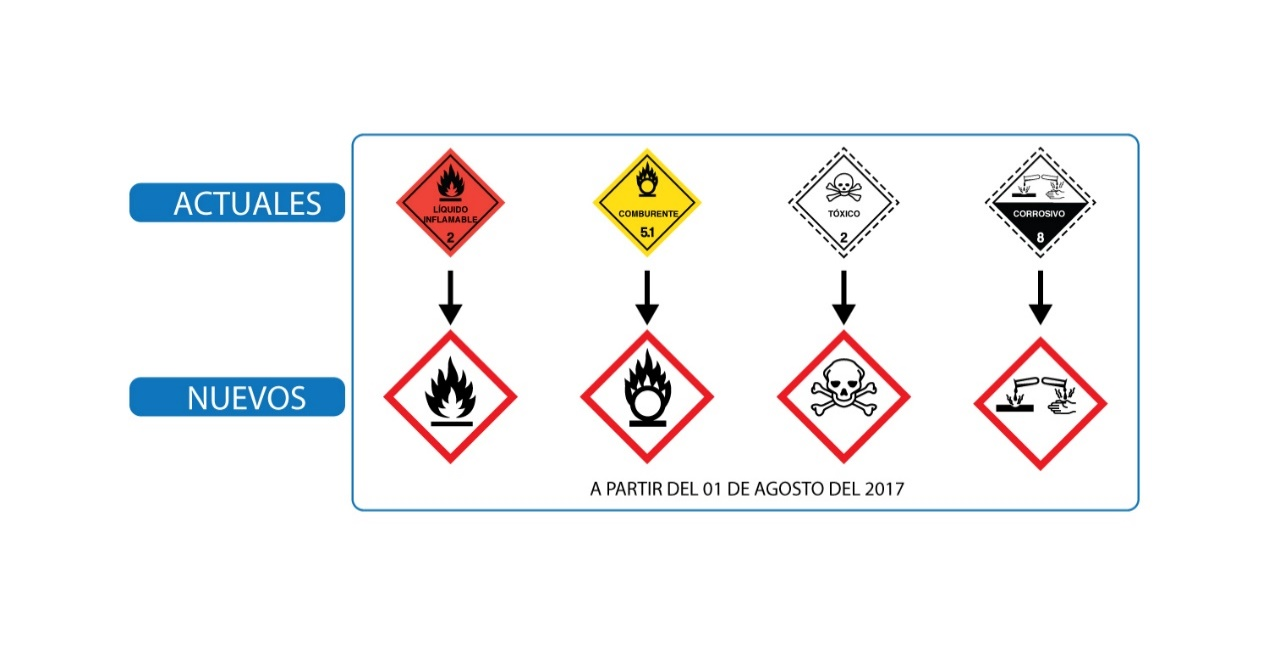 ACTUALES
LÍQUIDO
INFLAMABLE
2
COMBURENTE
5.1
TÓXICO
2
CORROSIVO
8
NUEVOS
A PARTIR DEL 01 DE AGOSTO DEL 2017